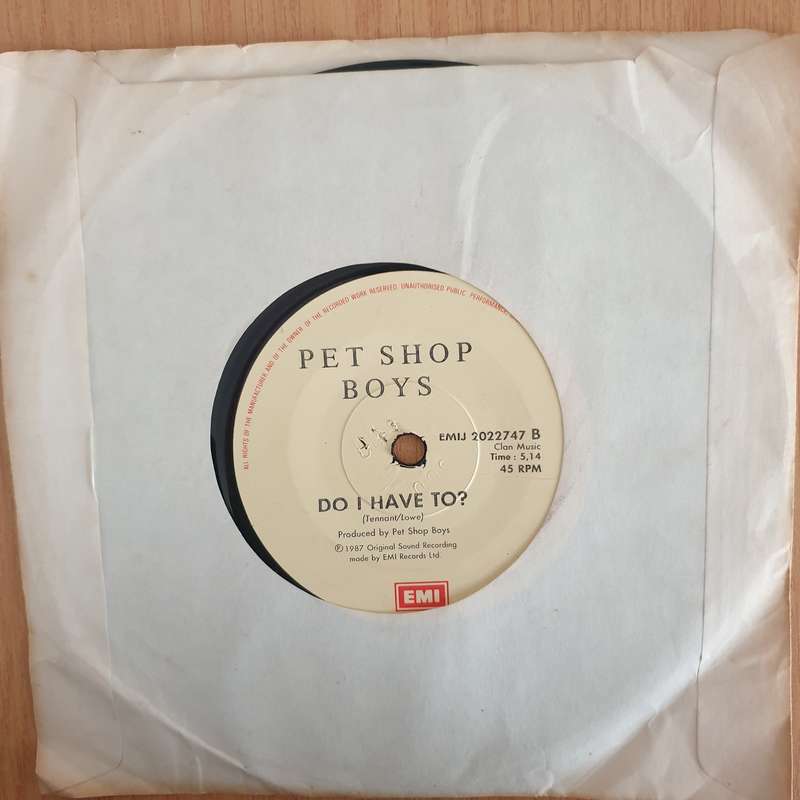 ALL RIGHTS OF THE MANUFACTURER AND OF THE OWNER OF THE RECORDED WORK RESERVED. UNAUTHORISED PUBLIC PERFORMANCE
PET SHOP
BOYS
EMIJ 2022747 B
Clan Music
Time : 5,14
45 RPM
DO I HAVE TO?
(Tennant/Lowe)
Produced by Pet Shop Boys
℗ 1987 Original Sound Recording
made by EMI Records Ltd.
EMI